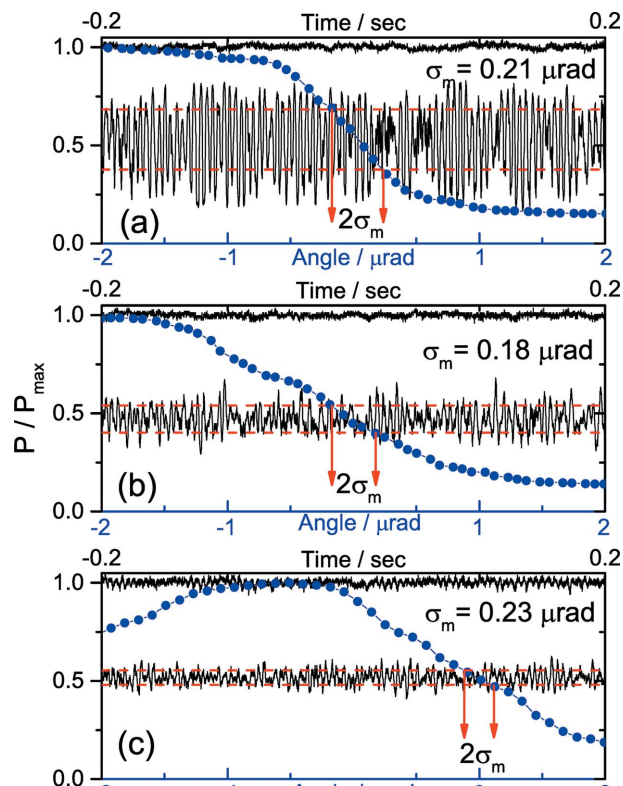 -0.2 Time / sec 0.2
1.0
σm = 0.21 μrad
0.5
(a)
2σm
0.0
-2 -1 Angle / μrad 1 2
-0.2 Time / sec 0.2
1.0
σm = 0.18 μrad
P / Pmax
0.5
(b)
2σm
0.0
-2 -1 Angle / μrad 1 2
-0.2 Time / sec 0.2
1.0
σm = 0.23 μrad
0.5
(c)
2σm
0.0